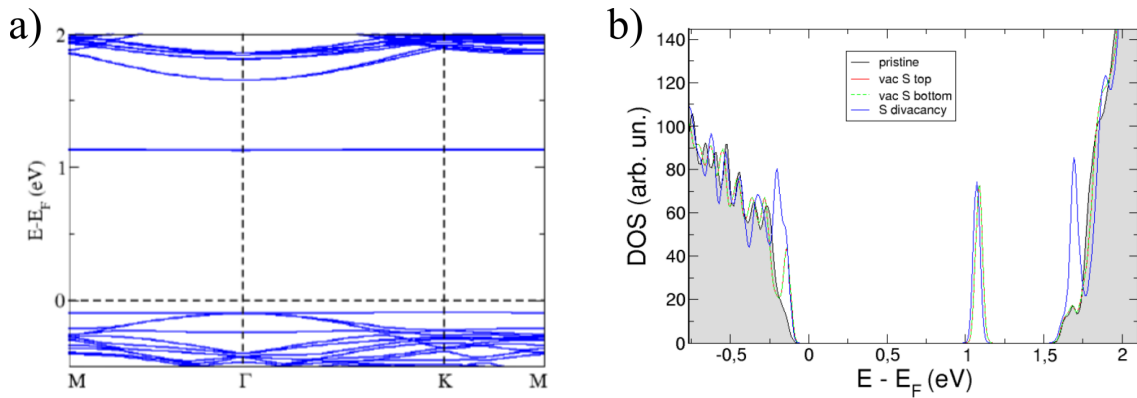 a)
2
1
0
E-E_F (eV)
M Γ K M
b)
140
120
100
80
60
40
20
0
DOS (arb. un.)
pristine
vac S top
vac S bottom
S divacancy
-0,5 0 0,5 1 1,5 2
E - E_F (eV)